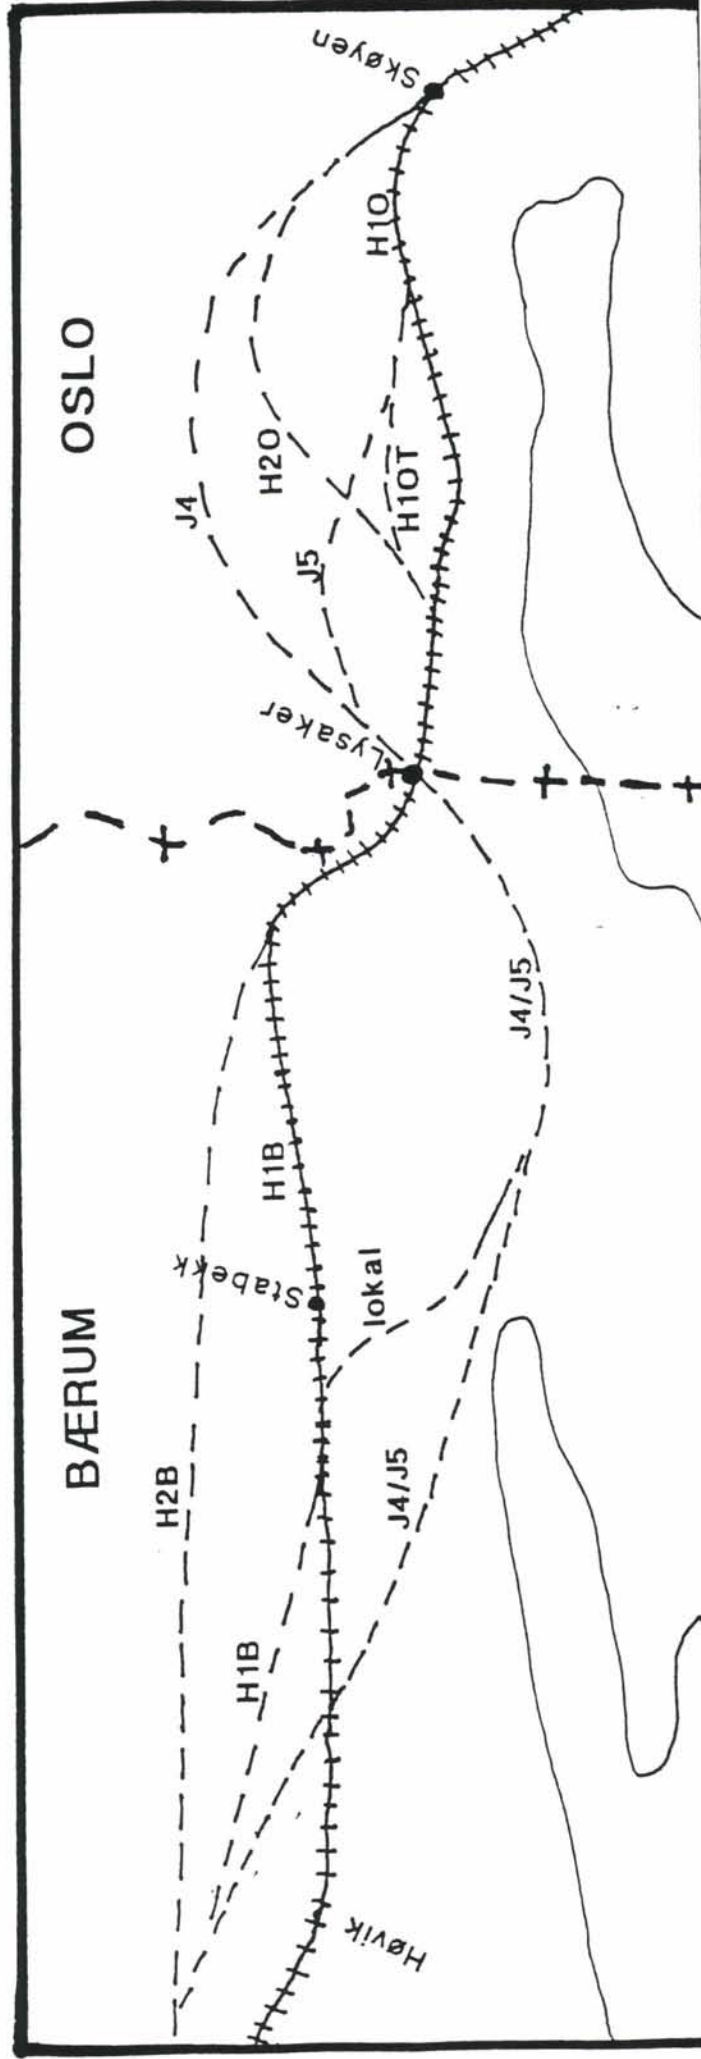 BÆRUM
OSLO
H2B
H1B
H1B
Høvik
Stabekk
lokal
J4/J5
J4/J5
Lysaker
J4
J5
H2O
H1OT
H1O
Skøyen